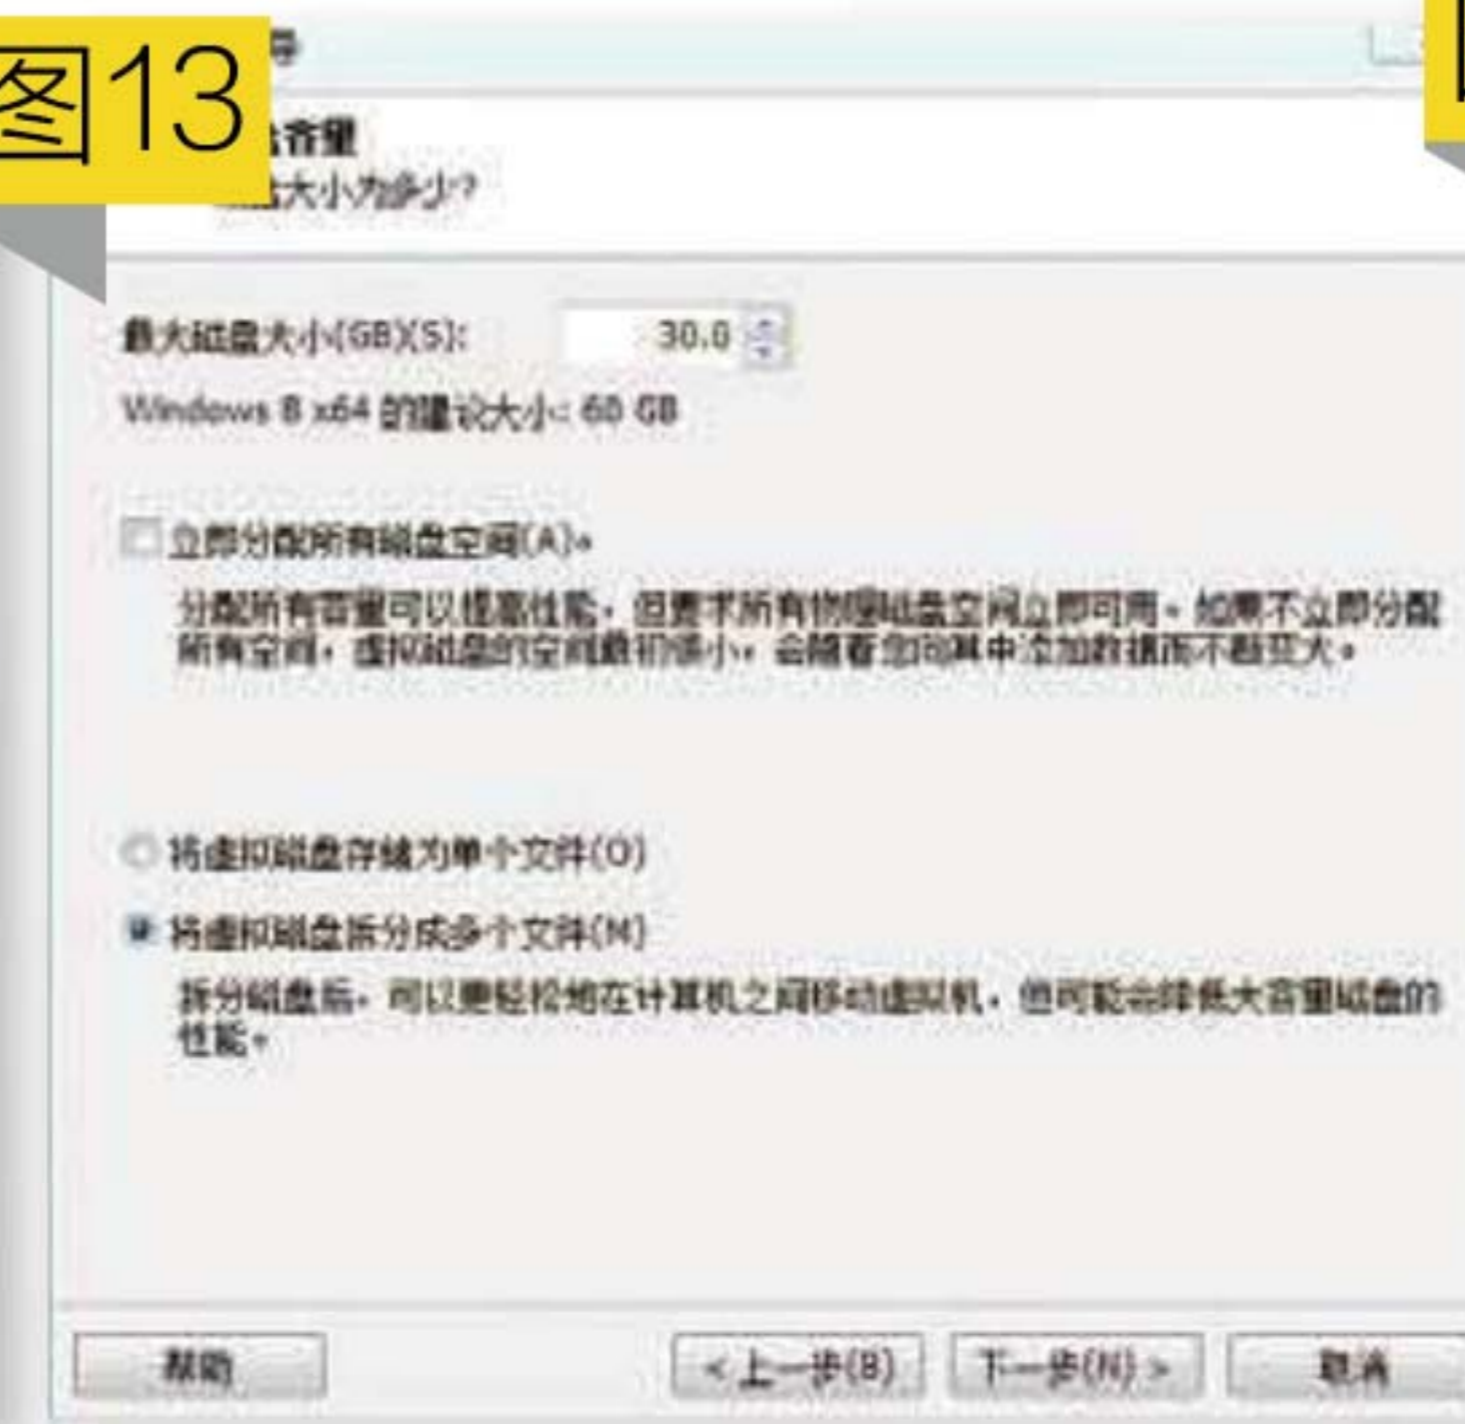 图13
导
盘容量
磁盘大小为多少?
最大磁盘大小(GB)(S):
30.0
Windows 8 x64 的建议大小: 60 GB
立即分配所有磁盘空间(A)。
分配所有容量可以提高性能，但要求所有物理磁盘空间立即可用。如果不立即分配
所有空间，虚拟磁盘的空间最初很小，会随着您向其中添加数据而不断变大。
将虚拟磁盘存储为单个文件(O)
将虚拟磁盘拆分成多个文件(M)
拆分磁盘后，可以更轻松地在计算机之间移动虚拟机，但可能会降低大容量磁盘的
性能。
帮助
<上一步(B)
下一步(N) >
取消